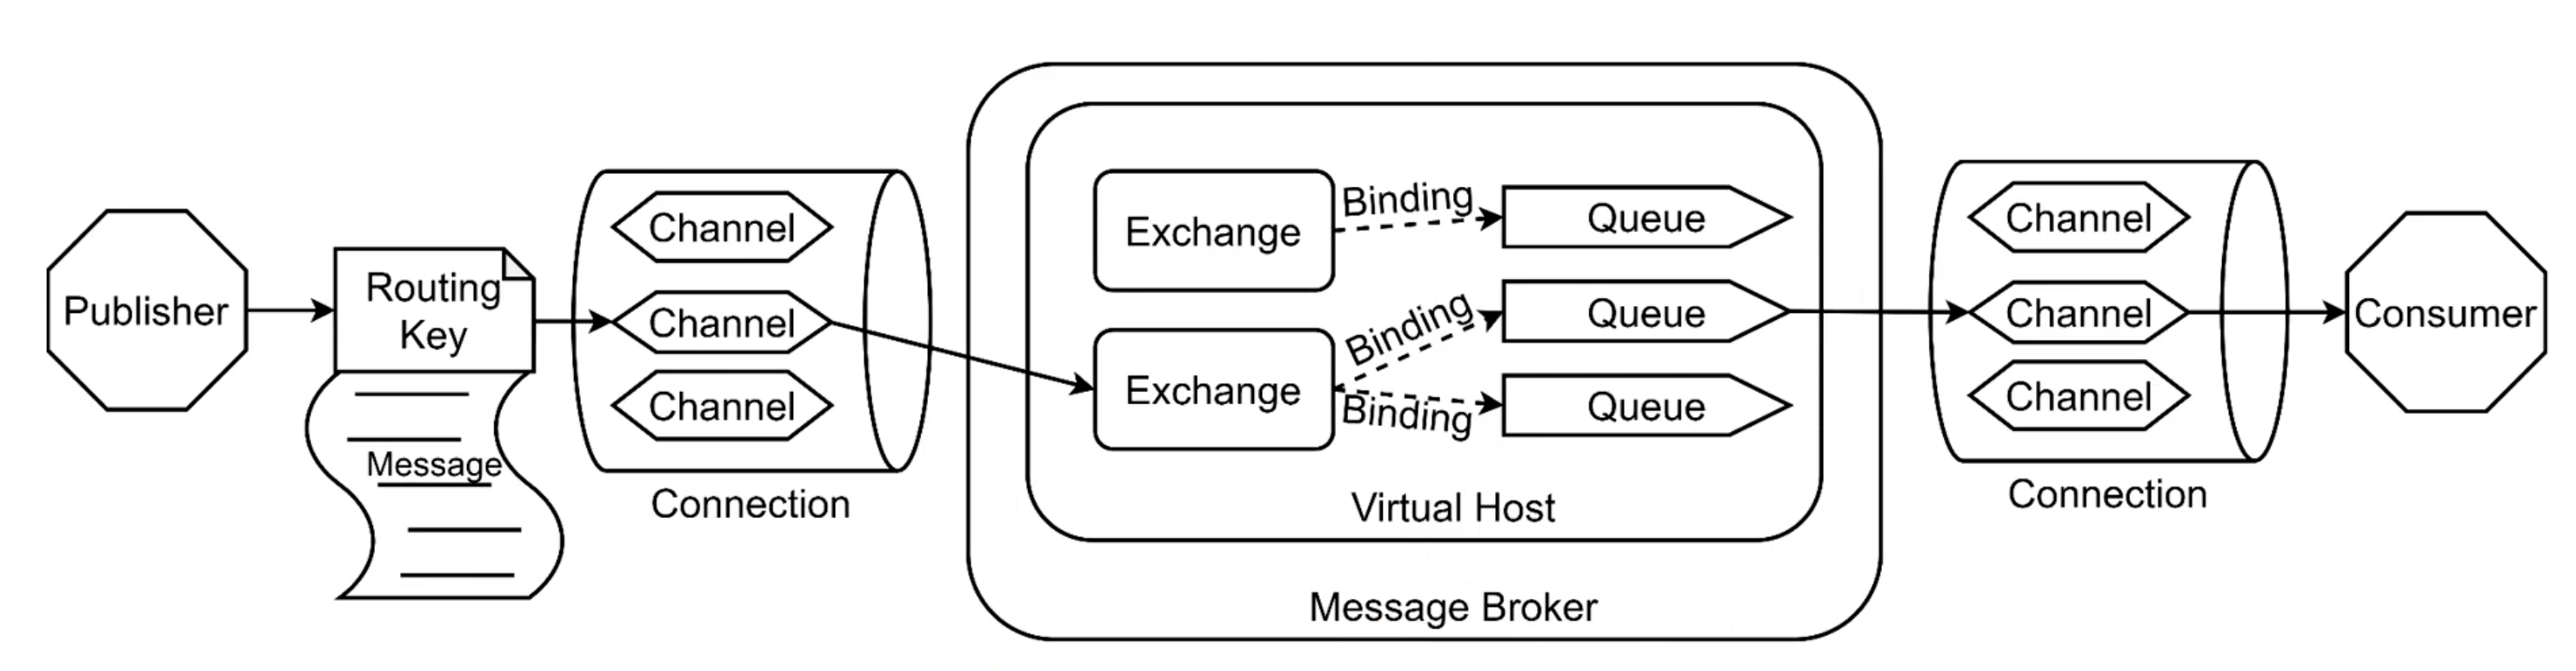 Publisher
Routing
Key
Message
Channel
Channel
Channel
Connection
Exchange
Exchange
Binding
Binding
Binding
Queue
Queue
Queue
Virtual Host
Message Broker
Channel
Channel
Channel
Connection
Consumer